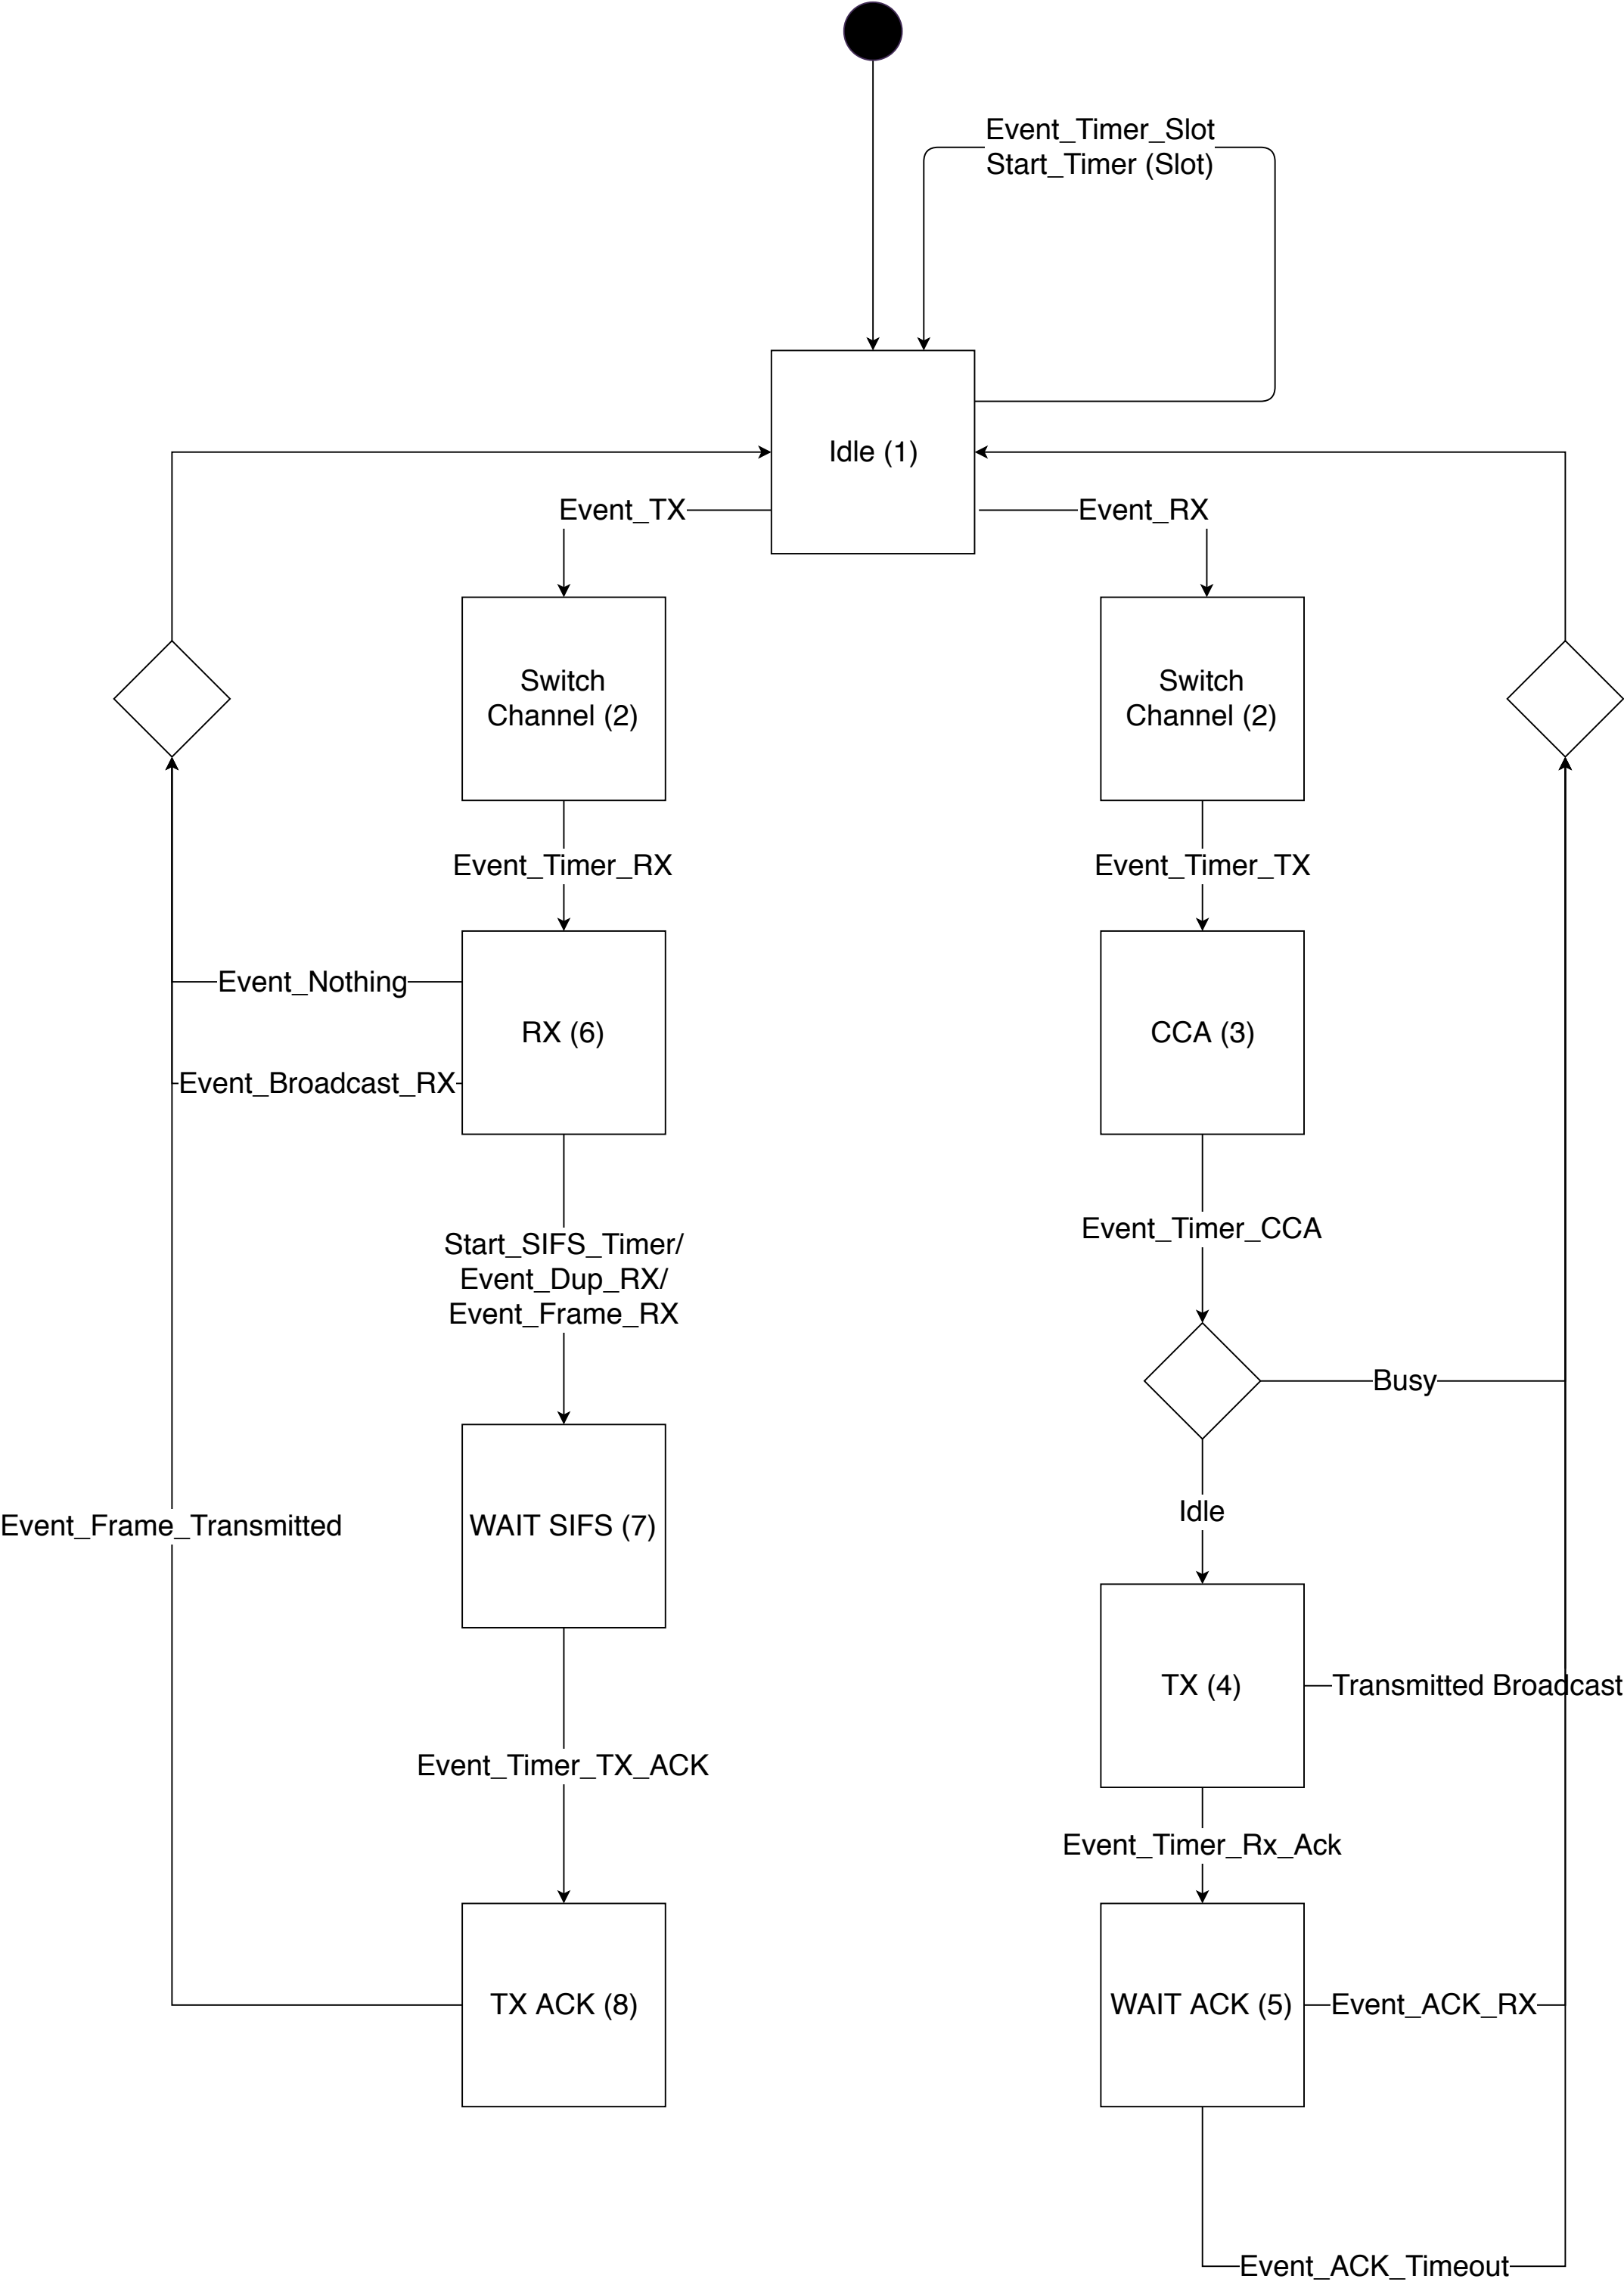 Event_Timer_Slot
Start_Timer (Slot)
Idle (1)
Event_TX
Event_RX
Switch
Channel (2)
Switch
Channel (2)
Event_Timer_RX
Event_Timer_TX
Event_Nothing
RX (6)
CCA (3)
Event_Broadcast_RX
Event_Timer_CCA
Start_SIFS_Timer/
Event_Dup_RX/
Event_Frame_RX
Busy
Idle
Event_Frame_Transmitted
WAIT SIFS (7)
TX (4)
Transmitted Broadcast
Event_Timer_TX_ACK
Event_Timer_Rx_Ack
TX ACK (8)
WAIT ACK (5)
Event_ACK_RX
Event_ACK_Timeout